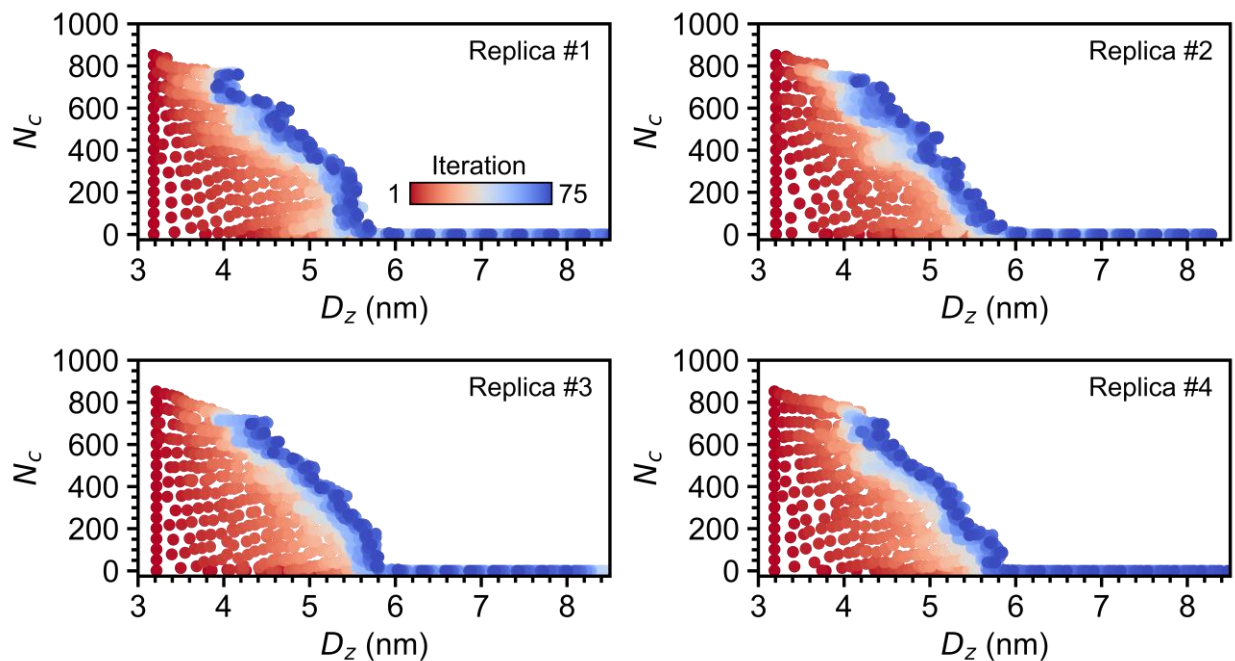 1000
800
600
400
200
0
N_c
Replica #1
Iteration
1 75
3 4 5 6 7 8
D_z (nm)
1000
800
600
400
200
0
N_c
Replica #2
3 4 5 6 7 8
D_z (nm)
1000
800
600
400
200
0
N_c
Replica #3
3 4 5 6 7 8
D_z (nm)
1000
800
600
400
200
0
N_c
Replica #4
3 4 5 6 7 8
D_z (nm)